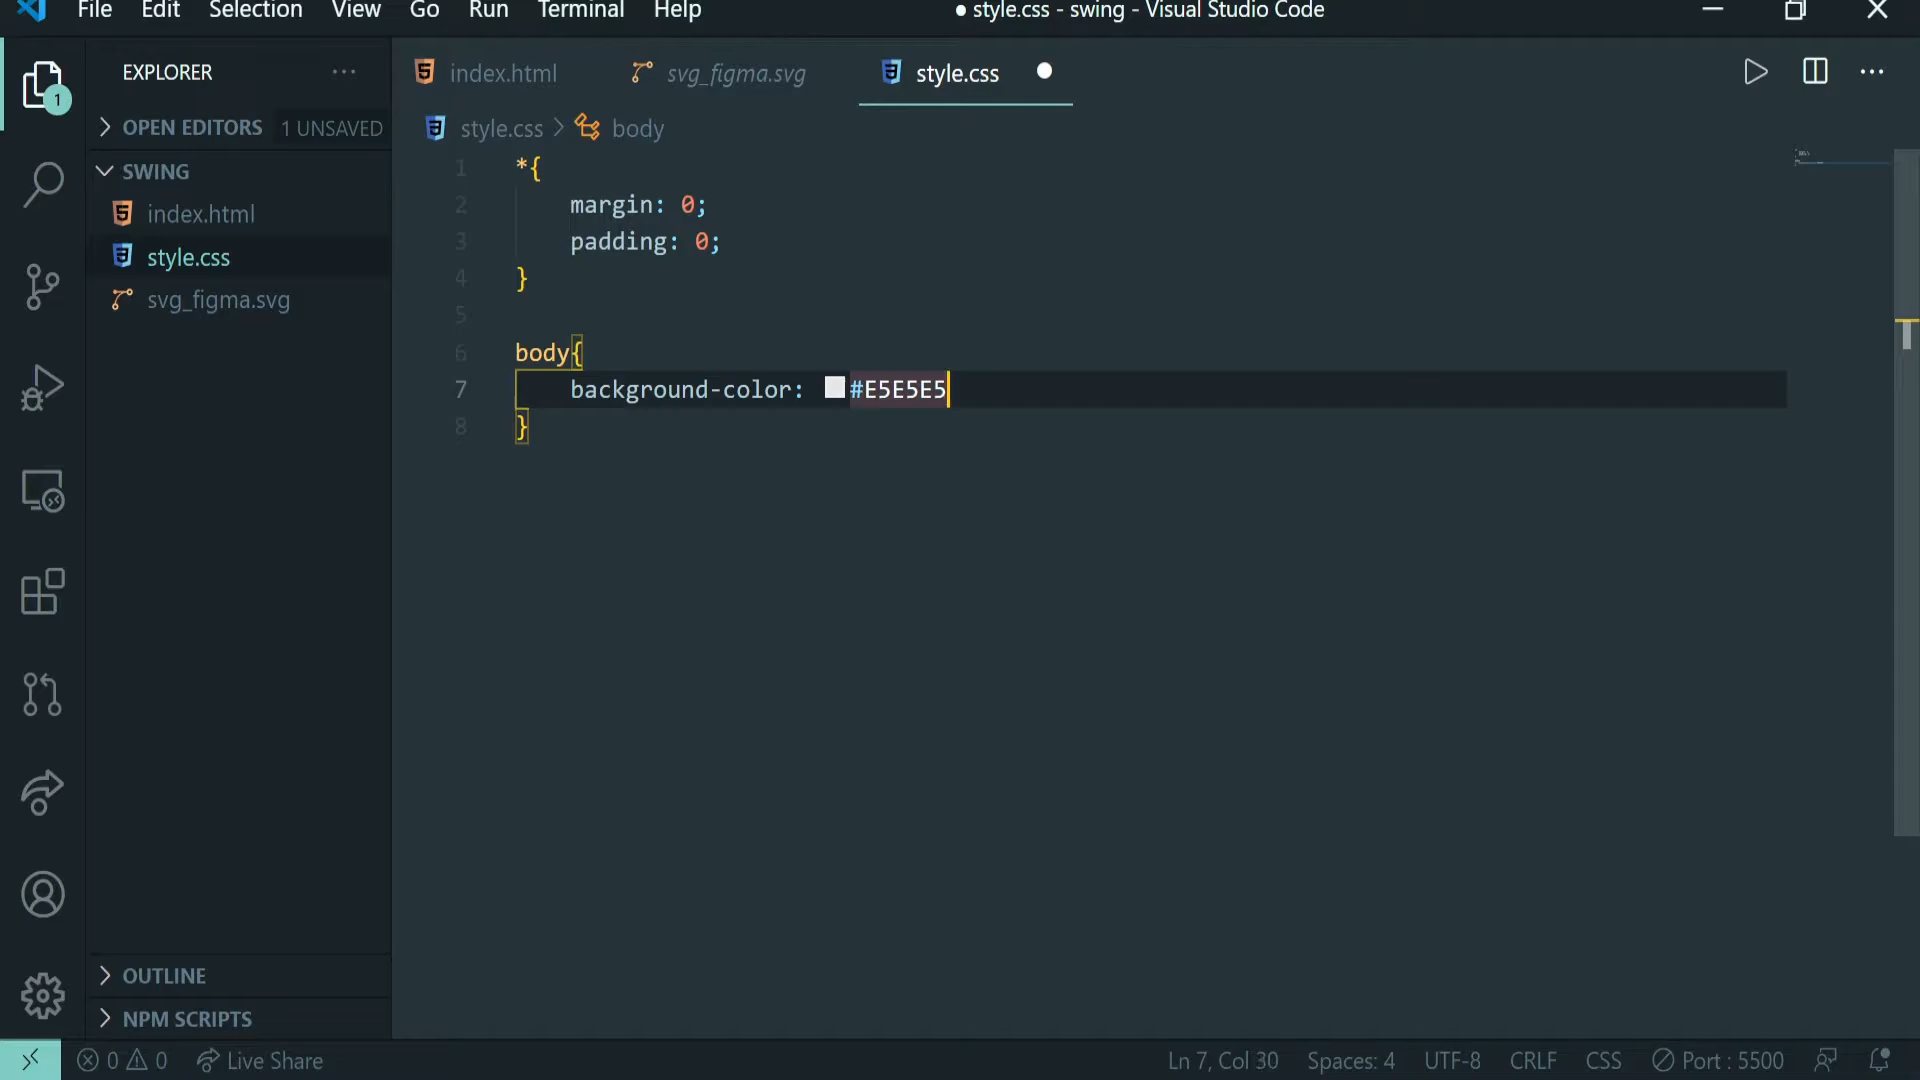 File Edit Selection View Go Run Terminal Help ● style.css - swing - Visual Studio Code
1
EXPLORER ···
OPEN EDITORS 1 UNSAVED
SWING
index.html
style.css
svg_figma.svg
OUTLINE
NPM SCRIPTS
index.html svg_figma.svg style.css
style.css > body
1 *{
2 margin: 0;
3 padding: 0;
4 }
5
6 body{
7 background-color: #E5E5E5
8 }
0 0 Live Share Ln 7, Col 30 Spaces: 4 UTF-8 CRLF CSS Port : 5500